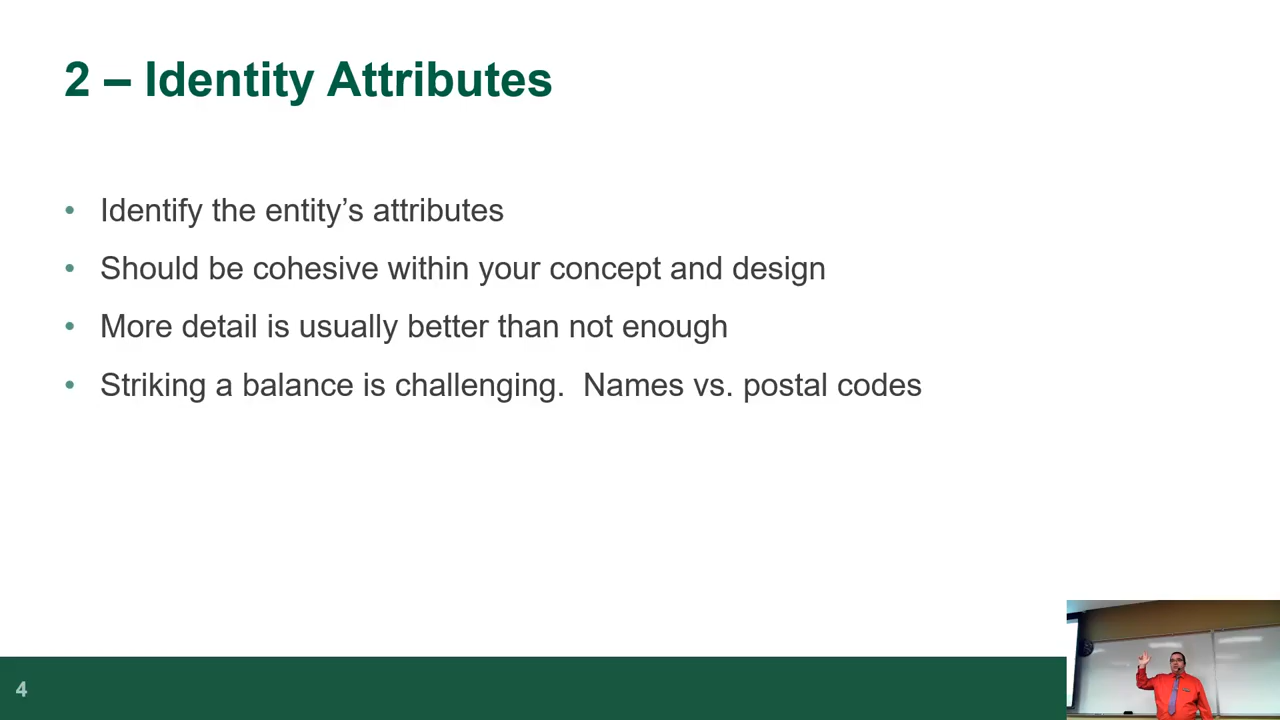 2 – Identity Attributes
• Identify the entity’s attributes
• Should be cohesive within your concept and design
• More detail is usually better than not enough
• Striking a balance is challenging.  Names vs. postal codes
4